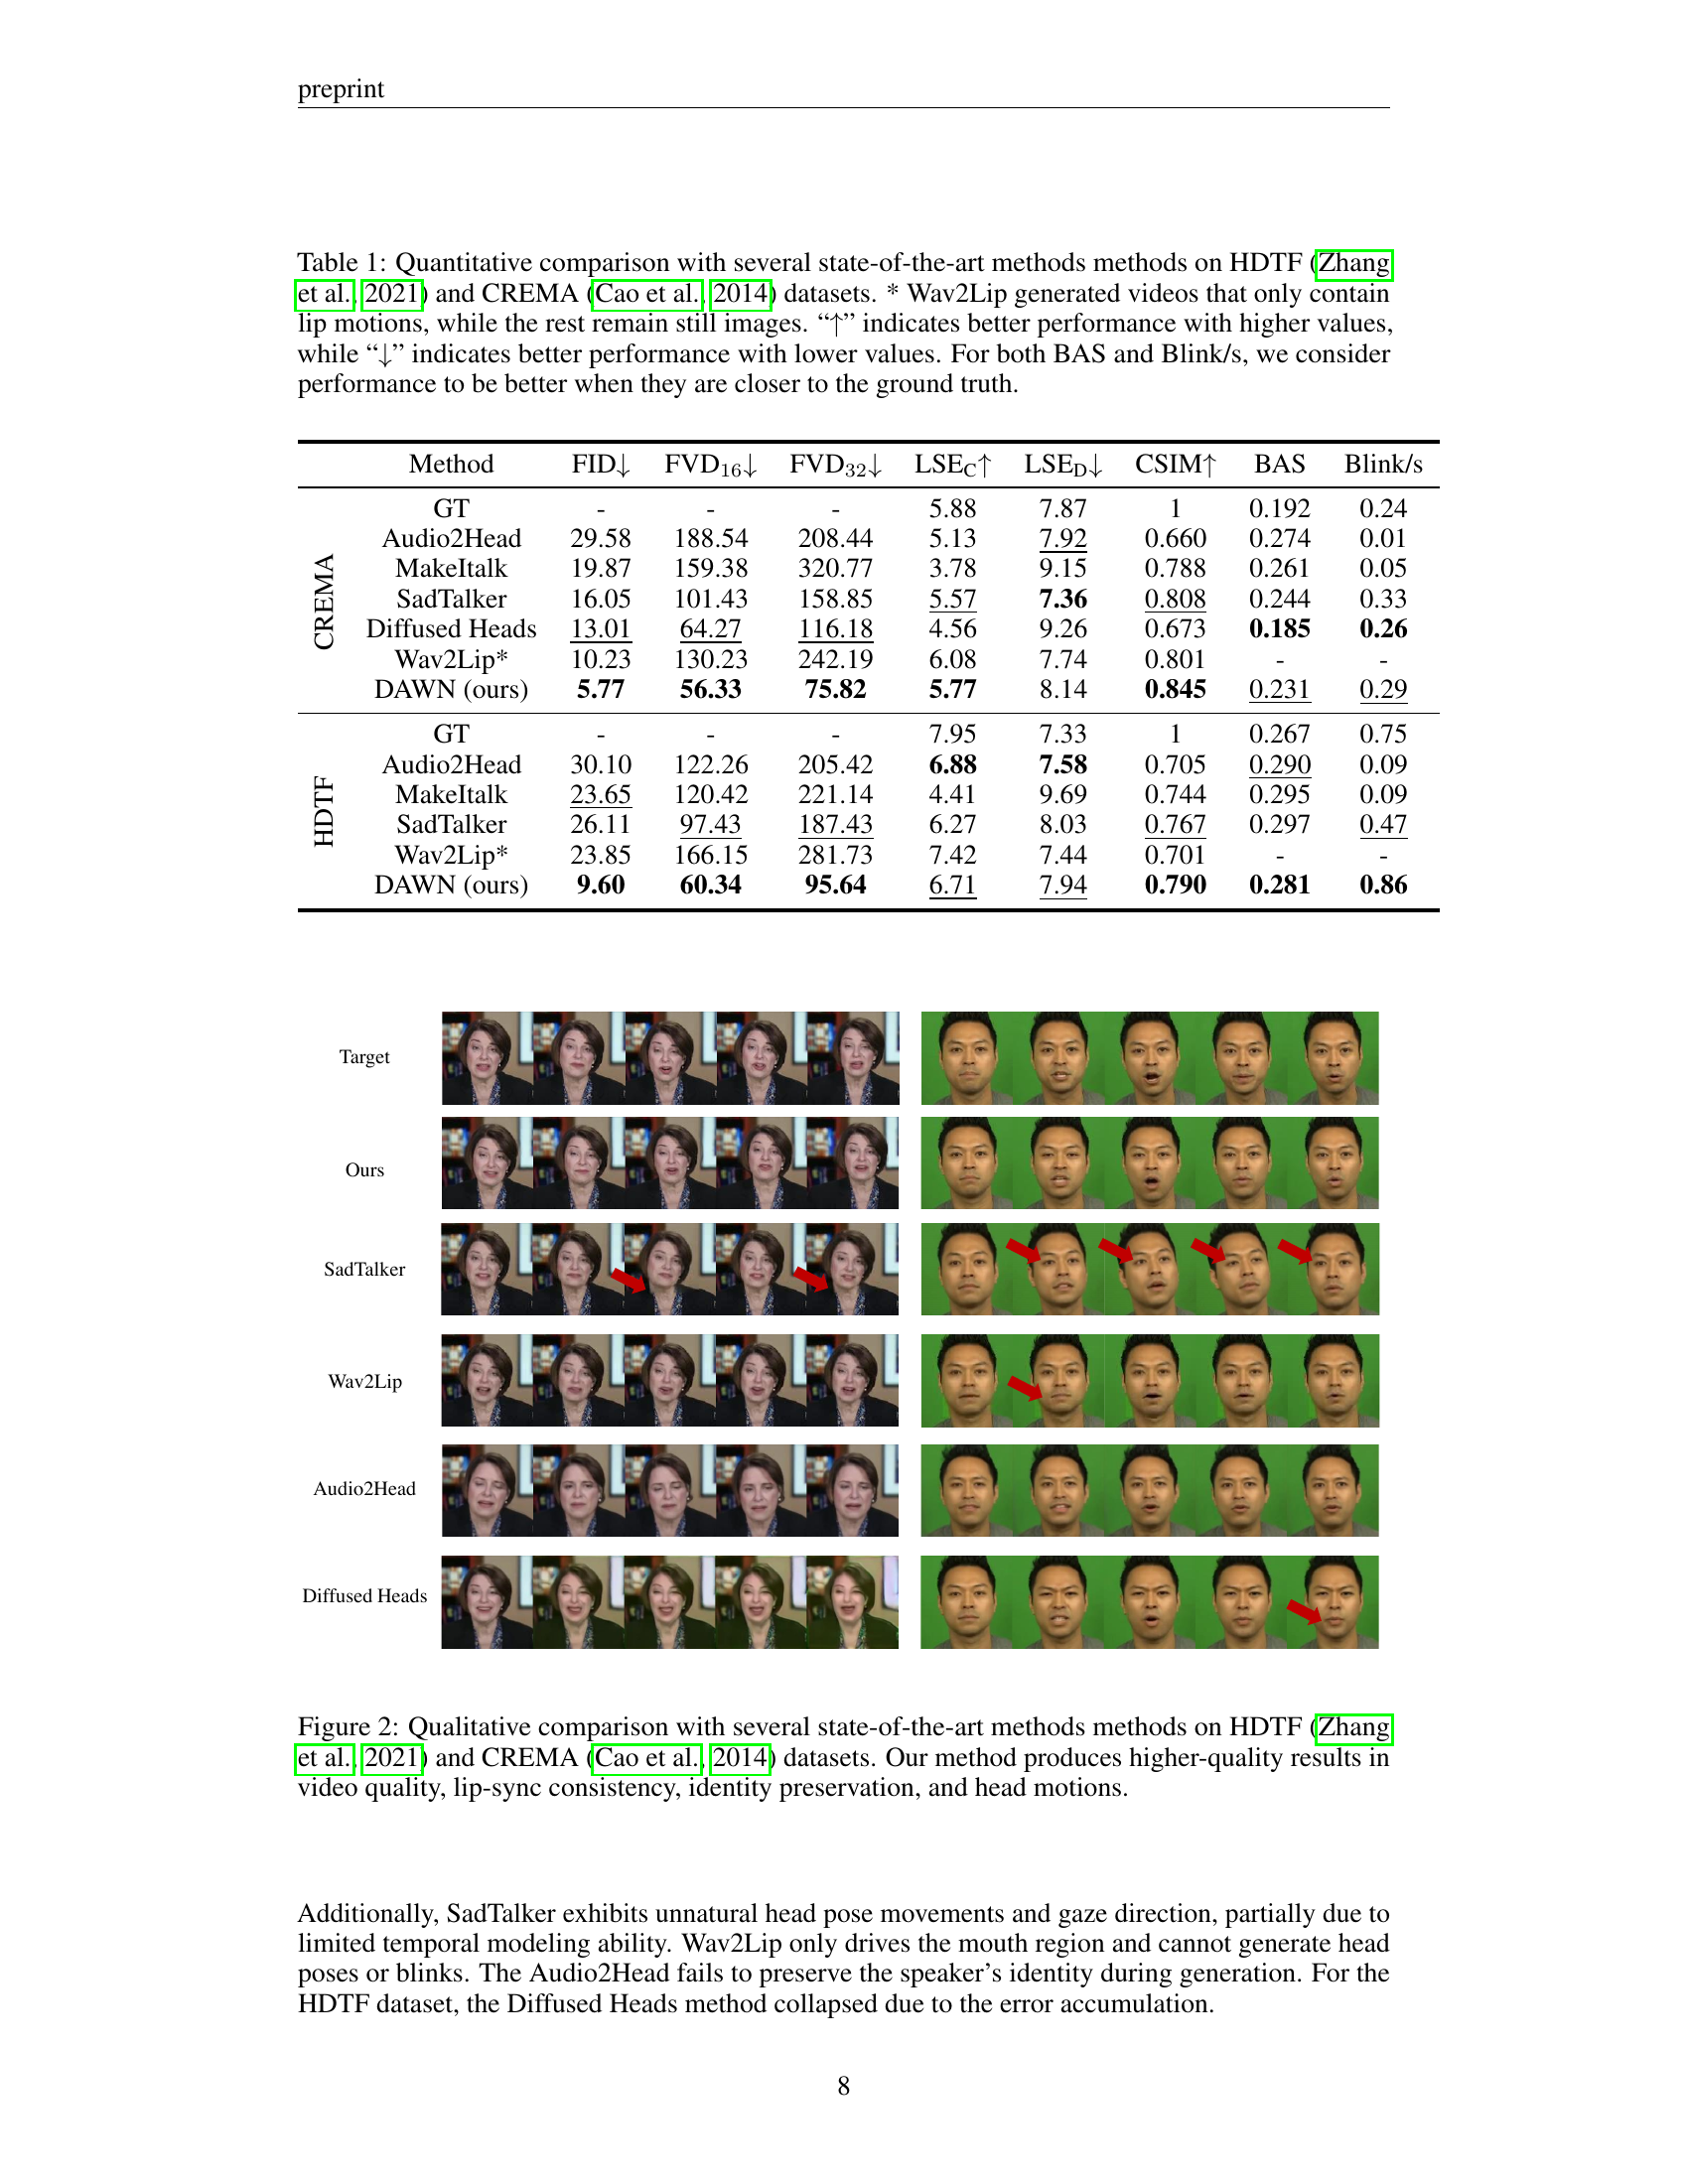 preprint
Table 1: Quantitative comparison with several state-of-the-art methods methods on HDTF (Zhang
et al., 2021) and CREMA (Cao et al., 2014) datasets. * Wav2Lip generated videos that only contain
lip motions, while the rest remain still images. “↑” indicates better performance with higher values,
while “↓” indicates better performance with lower values. For both BAS and Blink/s, we consider
performance to be better when they are closer to the ground truth.
Method FID↓ FVD16↓ FVD32↓ LSEC↑ LSED↓ CSIM↑ BAS Blink/s
CREMA
GT - - - 5.88 7.87 1 0.192 0.24
Audio2Head 29.58 188.54 208.44 5.13 7.92 0.660 0.274 0.01
MakeItalk 19.87 159.38 320.77 3.78 9.15 0.788 0.261 0.05
SadTalker 16.05 101.43 158.85 5.57 7.36 0.808 0.244 0.33
Diffused Heads 13.01 64.27 116.18 4.56 9.26 0.673 0.185 0.26
Wav2Lip* 10.23 130.23 242.19 6.08 7.74 0.801 - -
DAWN (ours) 5.77 56.33 75.82 5.77 8.14 0.845 0.231 0.29
HDTF
GT - - - 7.95 7.33 1 0.267 0.75
Audio2Head 30.10 122.26 205.42 6.88 7.58 0.705 0.290 0.09
MakeItalk 23.65 120.42 221.14 4.41 9.69 0.744 0.295 0.09
SadTalker 26.11 97.43 187.43 6.27 8.03 0.767 0.297 0.47
Wav2Lip* 23.85 166.15 281.73 7.42 7.44 0.701 - -
DAWN (ours) 9.60 60.34 95.64 6.71 7.94 0.790 0.281 0.86
Target
Ours
SadTalker
Wav2Lip
Audio2Head
Diffused Heads
Figure 2: Qualitative comparison with several state-of-the-art methods methods on HDTF (Zhang
et al., 2021) and CREMA (Cao et al., 2014) datasets. Our method produces higher-quality results in
video quality, lip-sync consistency, identity preservation, and head motions.
Additionally, SadTalker exhibits unnatural head pose movements and gaze direction, partially due to
limited temporal modeling ability. Wav2Lip only drives the mouth region and cannot generate head
poses or blinks. The Audio2Head fails to preserve the speaker’s identity during generation. For the
HDTF dataset, the Diffused Heads method collapsed due to the error accumulation.
8